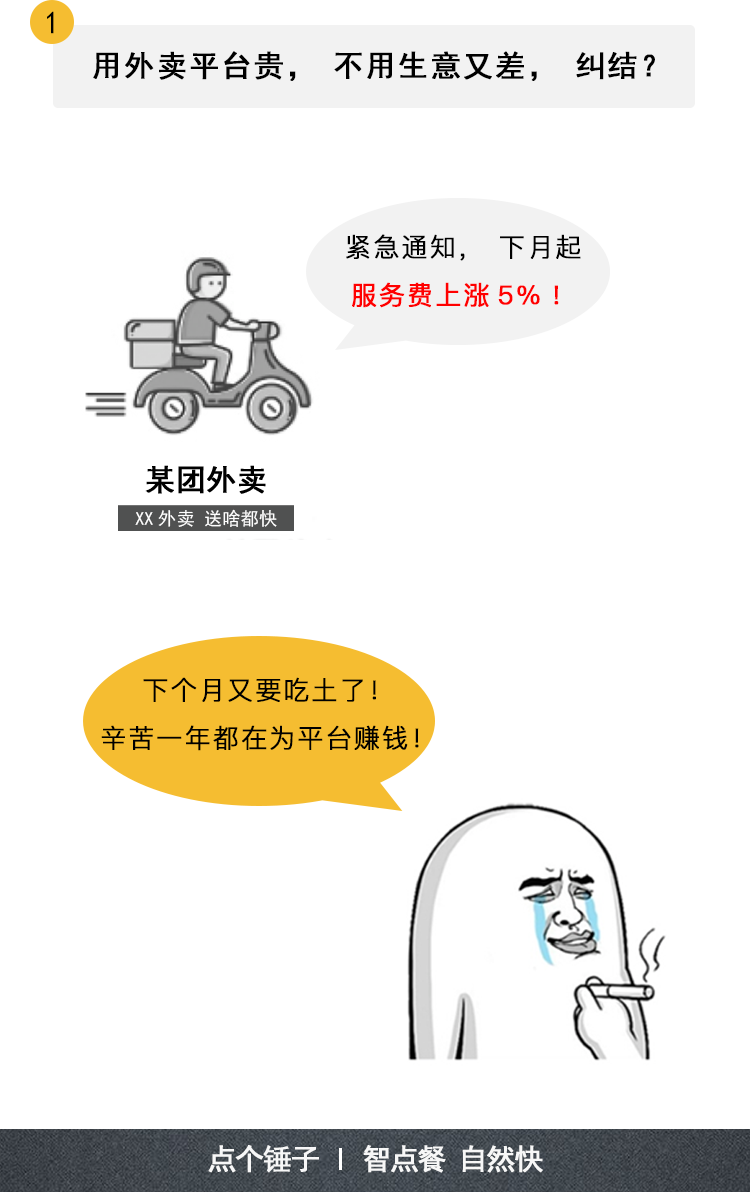 1
用外卖平台贵， 不用生意又差， 纠结？
紧急通知， 下月起
服务费上涨 5% ！
某团外卖
XX 外卖 送啥都快
下个月又要吃土了！
辛苦一年都在为平台赚钱！
点个锤子 | 智点餐 自然快